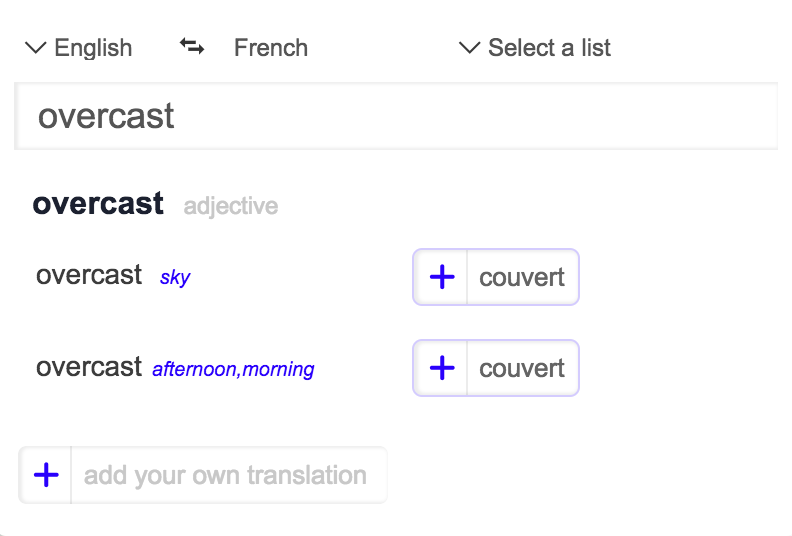 English French Select a list
overcast
overcast adjective
overcast sky couvert
overcast afternoon,morning couvert
add your own translation